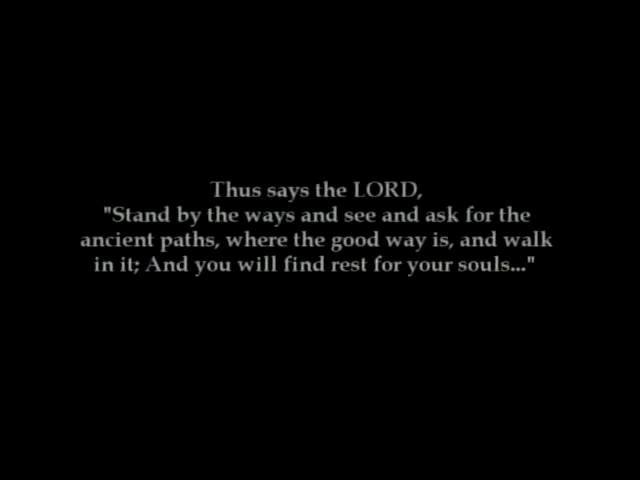 Thus says the LORD,
"Stand by the ways and see and ask for the
ancient paths, where the good way is, and walk
in it; And you will find rest for your souls..."